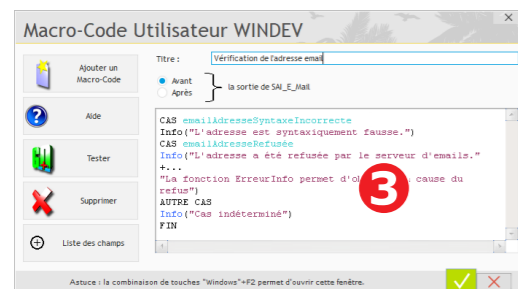 Macro-Code Utilisateur WINDEV
Ajouter un
Macro-Code
Aide
Tester
Supprimer
Liste des champs
Titre :
Vérification de l'adresse email
Avant
Après
la sortie de SAI_E_Mail
CAS emailAdresseSyntaxeIncorrecte
Info("L'adresse est syntaxiquement fausse.")
CAS emailAdresseRefusée
Info("L'adresse a été refusée par le serveur d'emails."
+...
"La fonction ErreurInfo permet cause du
refus")
AUTRE CAS
Info("Cas indéterminé")
FIN
3
Astuce : la combinaison de touches "Windows"+F2 permet d'ouvrir cette fenêtre.